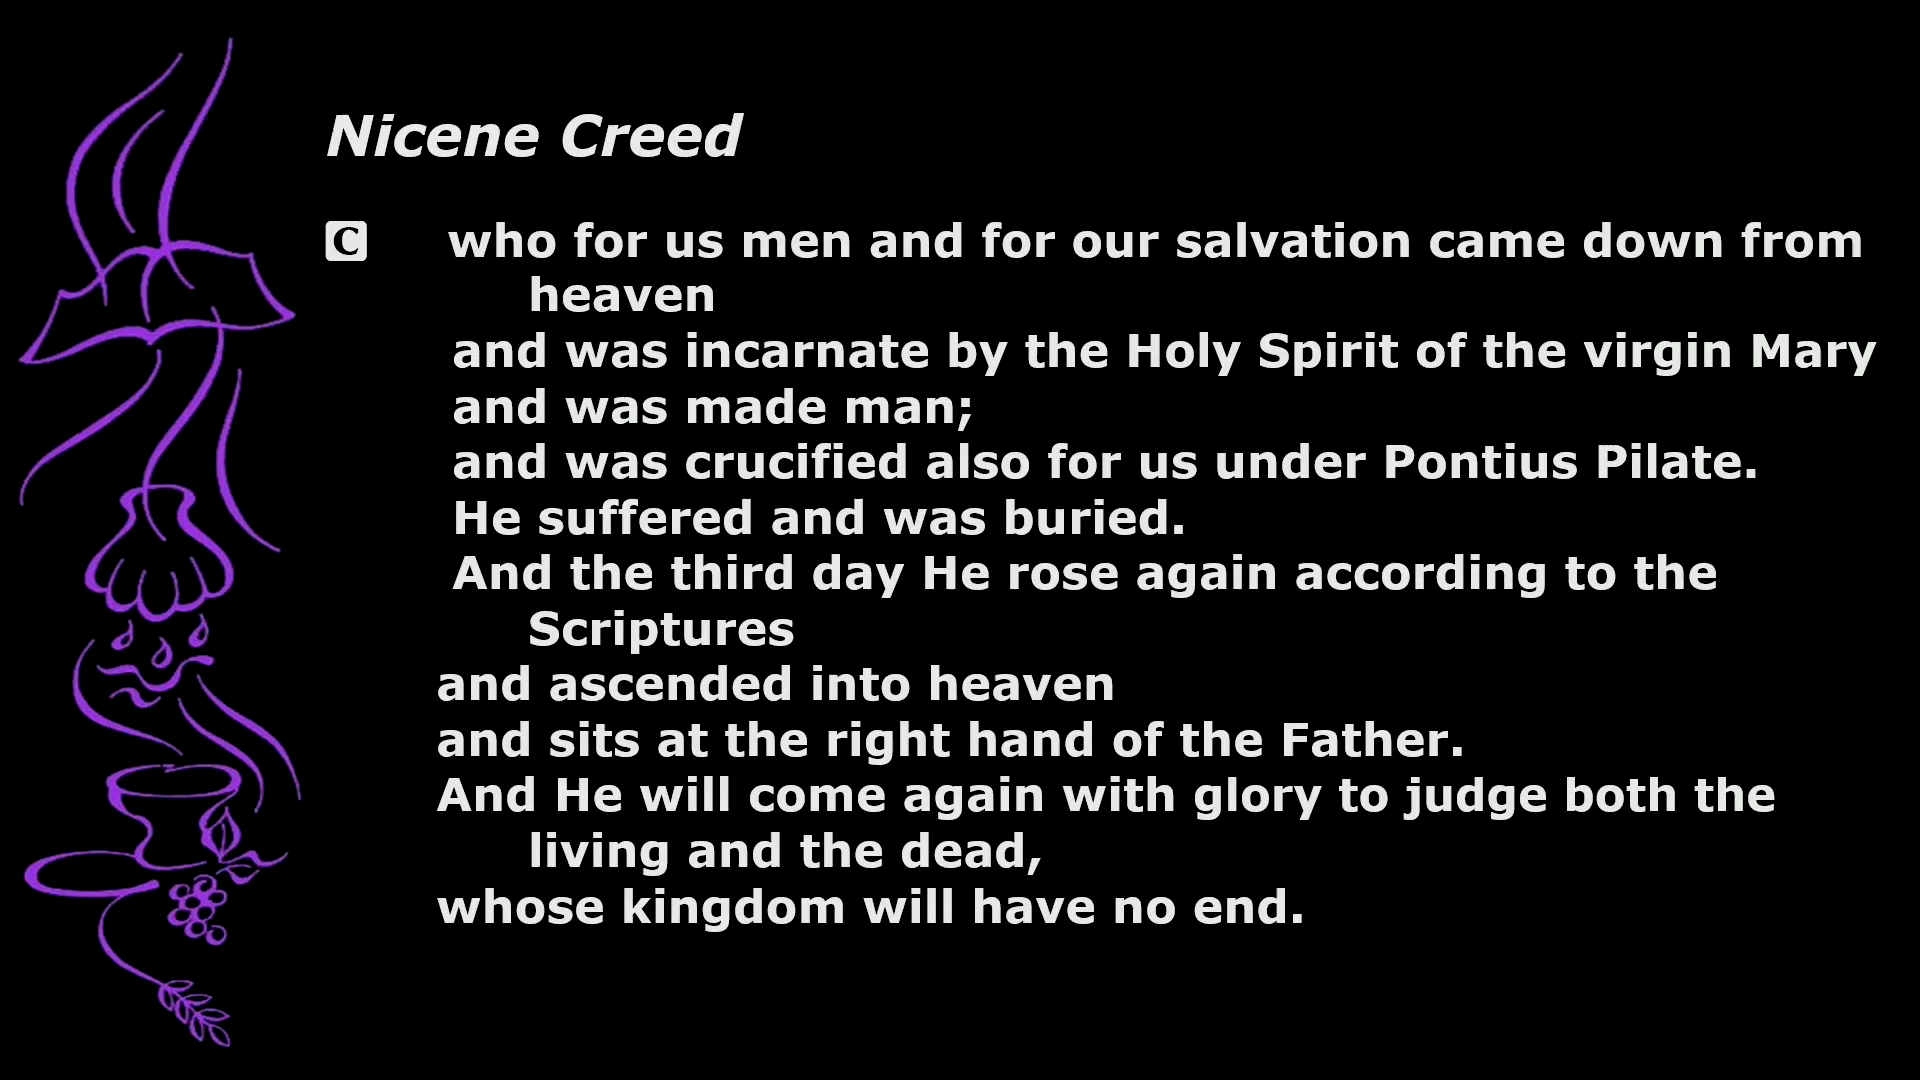 Nicene Creed
C who for us men and for our salvation came down from
heaven
and was incarnate by the Holy Spirit of the virgin Mary
and was made man;
and was crucified also for us under Pontius Pilate.
He suffered and was buried.
And the third day He rose again according to the
Scriptures
and ascended into heaven
and sits at the right hand of the Father.
And He will come again with glory to judge both the
living and the dead,
whose kingdom will have no end.